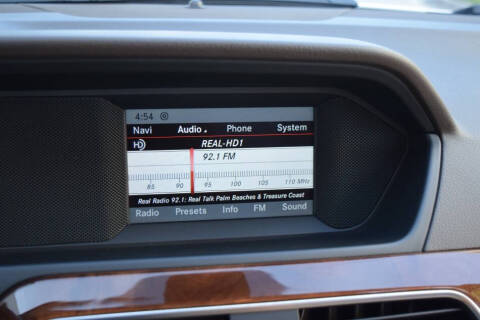 4:54
Navi Audio Phone System
HD REAL-HD1
92.1 FM
85 90 95 100 105 110 MHz
Real Radio 92.1: Real Talk Palm Beaches & Treasure Coast
Radio Presets Info FM Sound